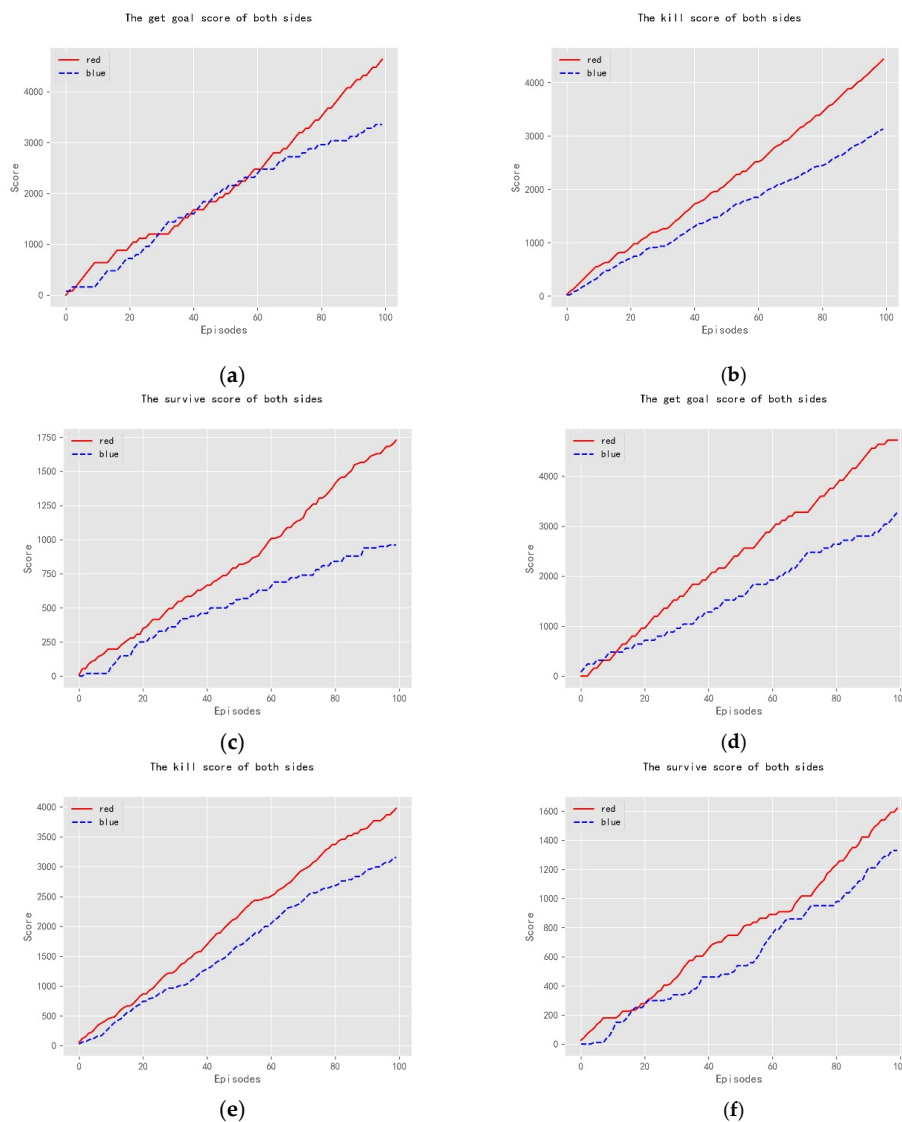 The get goal score of both sides
red
blue
4000
3000
2000
1000
0
Score
0 20 40 60 80 100
Episodes
(a)
The kill score of both sides
red
blue
4000
3000
2000
1000
0
Score
0 20 40 60 80 100
Episodes
(b)
The survive score of both sides
red
blue
1750
1500
1250
1000
750
500
250
0
Score
0 20 40 60 80 100
Episodes
(c)
The get goal score of both sides
red
blue
4000
3000
2000
1000
0
Score
0 20 40 60 80 100
Episodes
(d)
The kill score of both sides
red
blue
4000
3500
3000
2500
2000
1500
1000
500
0
Score
0 20 40 60 80 100
Episodes
(e)
The survive score of both sides
red
blue
1600
1400
1200
1000
800
600
400
200
0
Score
0 20 40 60 80 100
Episodes
(f)